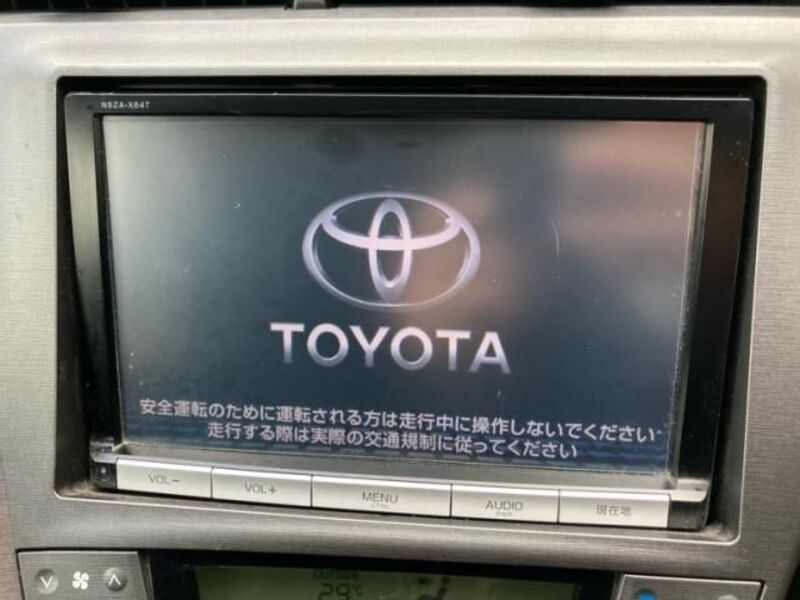 NSZA-X64T
TOYOTA
安全運転のために運転される方は走行中に操作しないでください
走行する際は実際の交通規制に従ってください
VOL－ VOL＋ MENU AUDIO 現在地
OUTSIDE
29℃